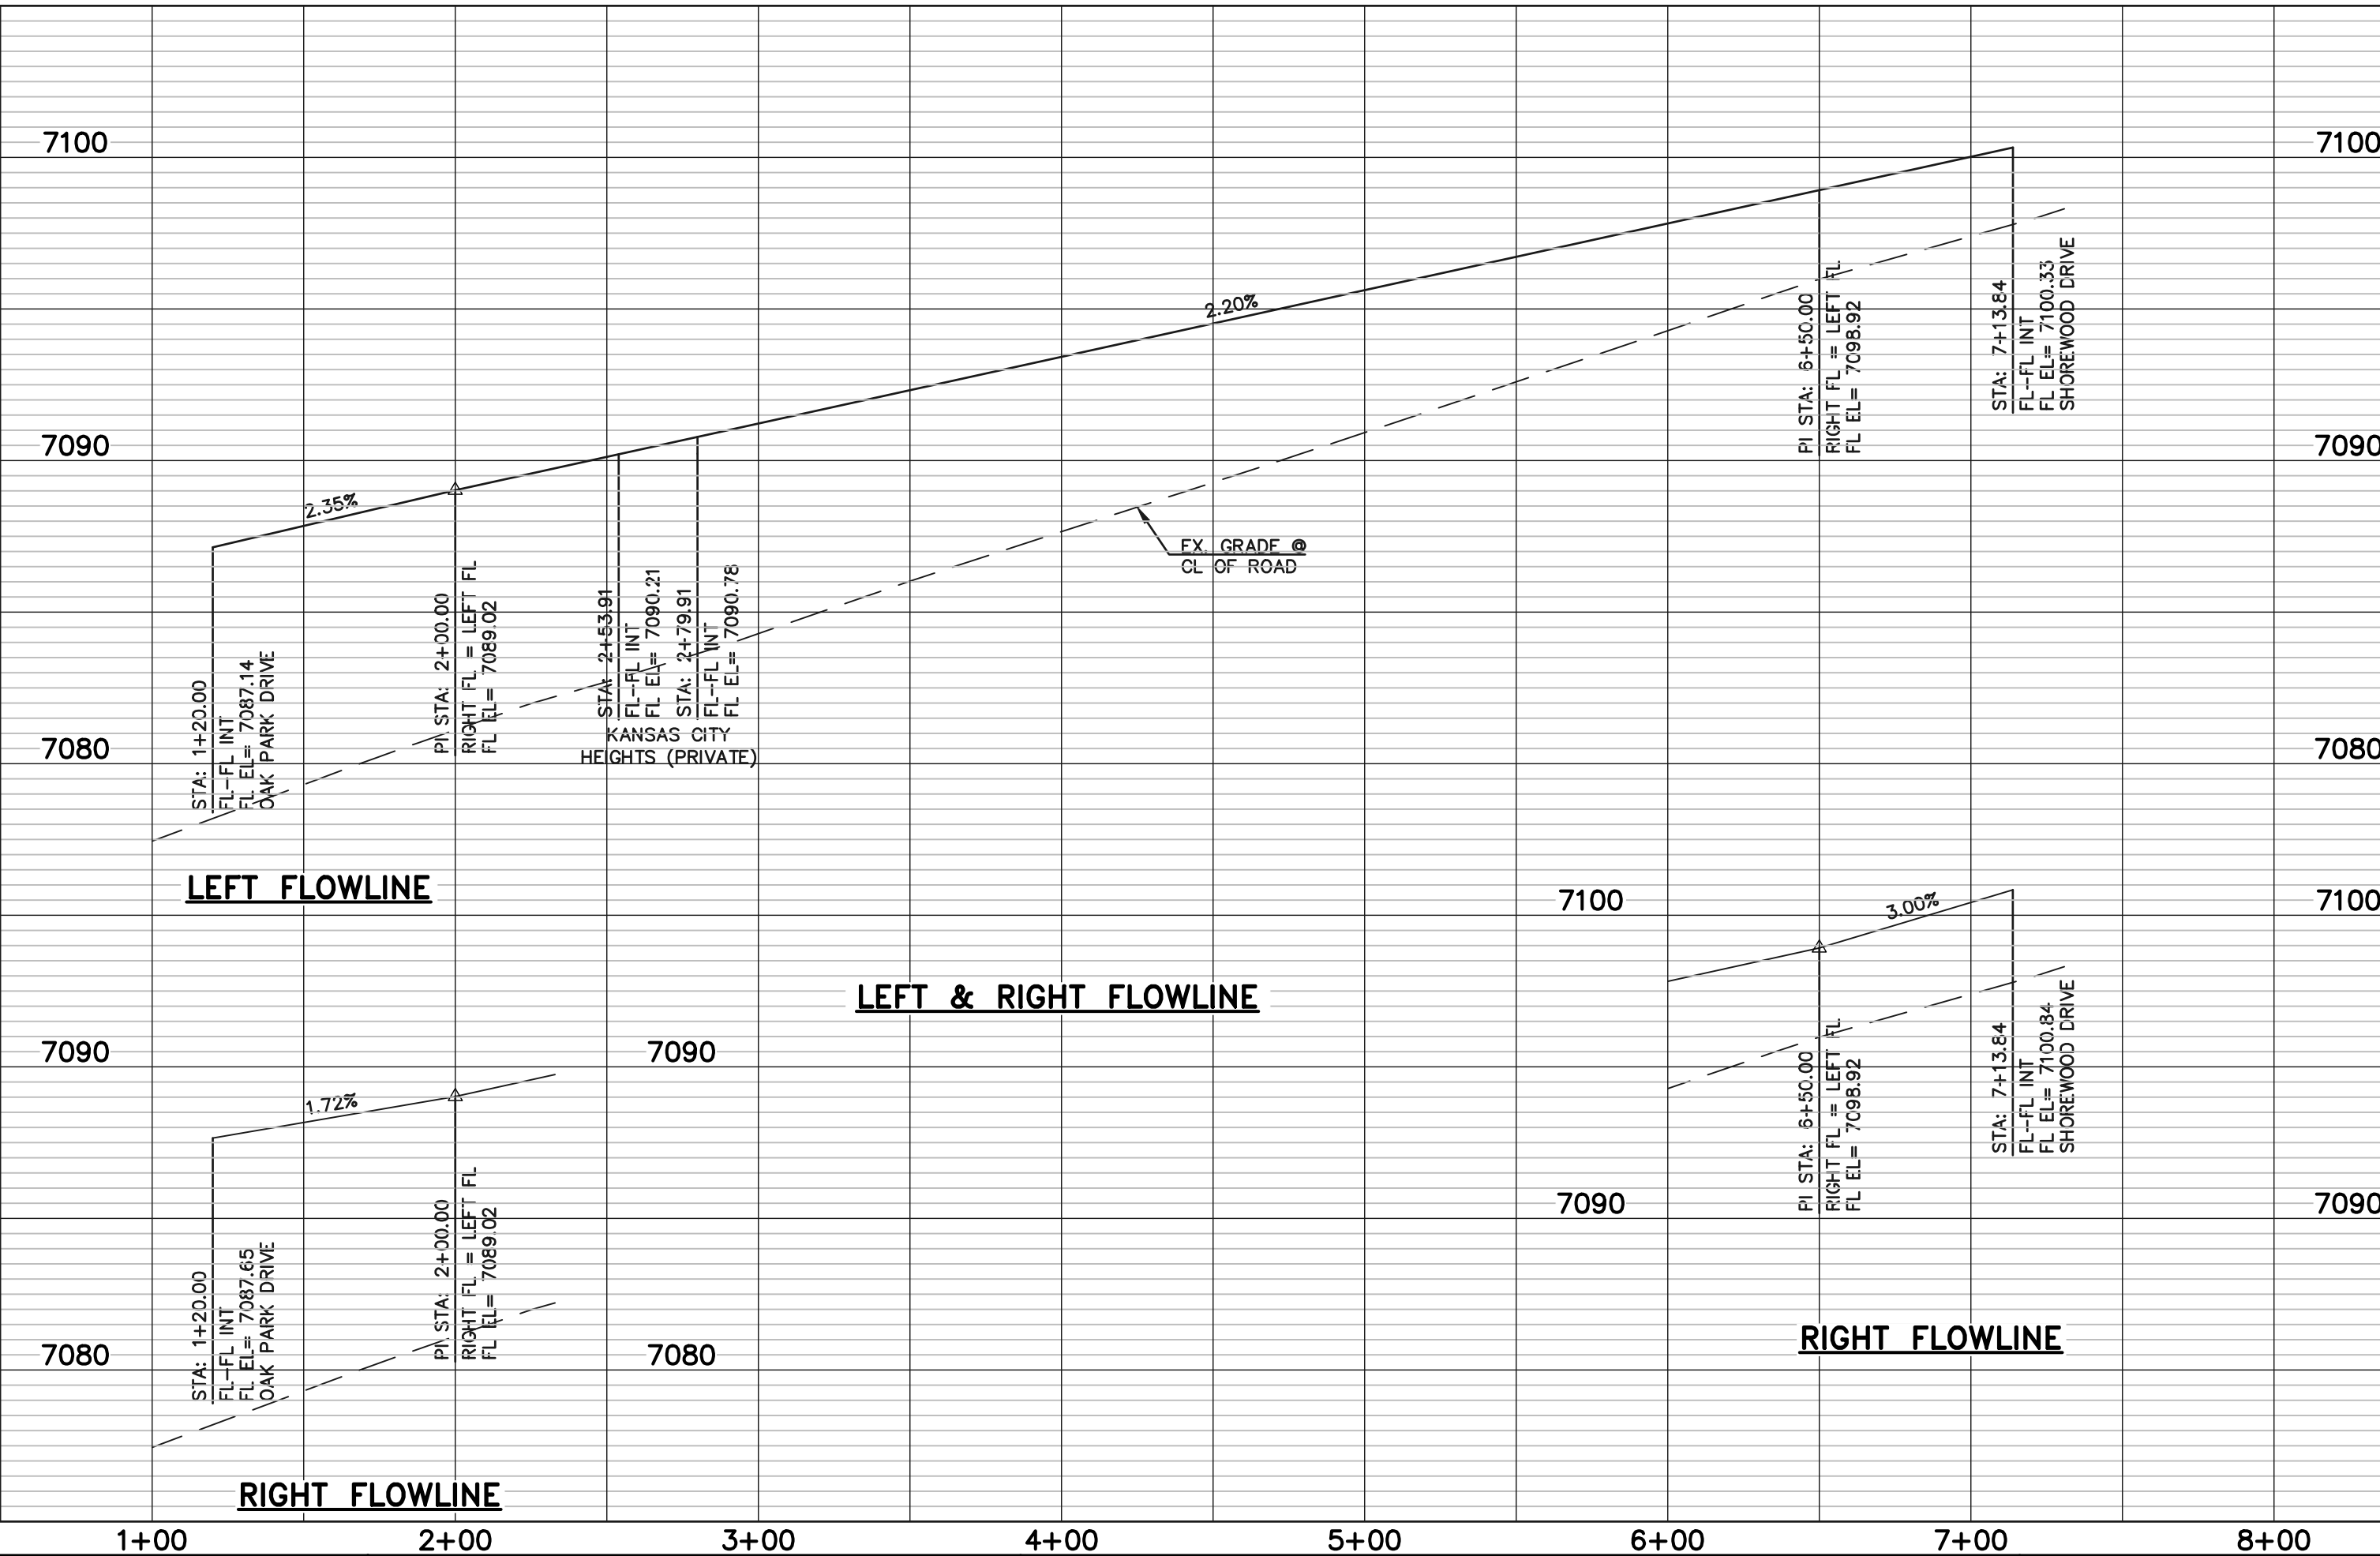 7100
7100
7090
7090
7080
7080
2.35%
2.20%
STA: 1+20.00
FL-FL INT
FL EL= 7087.14
OAK PARK DRIVE
PI STA: 2+00.00
RIGHT FL = LEFT FL
FL EL= 7089.02
STA: 2+53.91
FL-FL INT
FL EL= 7090.21
STA: 2+79.91
FL-FL INT
FL EL= 7090.78
KANSAS CITY
HEIGHTS (PRIVATE)
EX. GRADE @
CL OF ROAD
PI STA: 6+50.00
RIGHT FL = LEFT FL
FL EL= 7098.92
STA: 7+13.84
FL-FL INT
FL EL= 7100.33
SHOREWOOD DRIVE
LEFT FLOWLINE
LEFT & RIGHT FLOWLINE
7100
7100
3.00%
7090
7090
PI STA: 6+50.00
RIGHT FL = LEFT FL
FL EL= 7098.92
STA: 7+13.84
FL-FL INT
FL EL= 7100.84
SHOREWOOD DRIVE
RIGHT FLOWLINE
7090
7090
1.72%
7080
7080
STA: 1+20.00
FL-FL INT
FL EL= 7087.65
OAK PARK DRIVE
PI STA: 2+00.00
RIGHT FL = LEFT FL
FL EL= 7089.02
RIGHT FLOWLINE
1+00 2+00 3+00 4+00 5+00 6+00 7+00 8+00